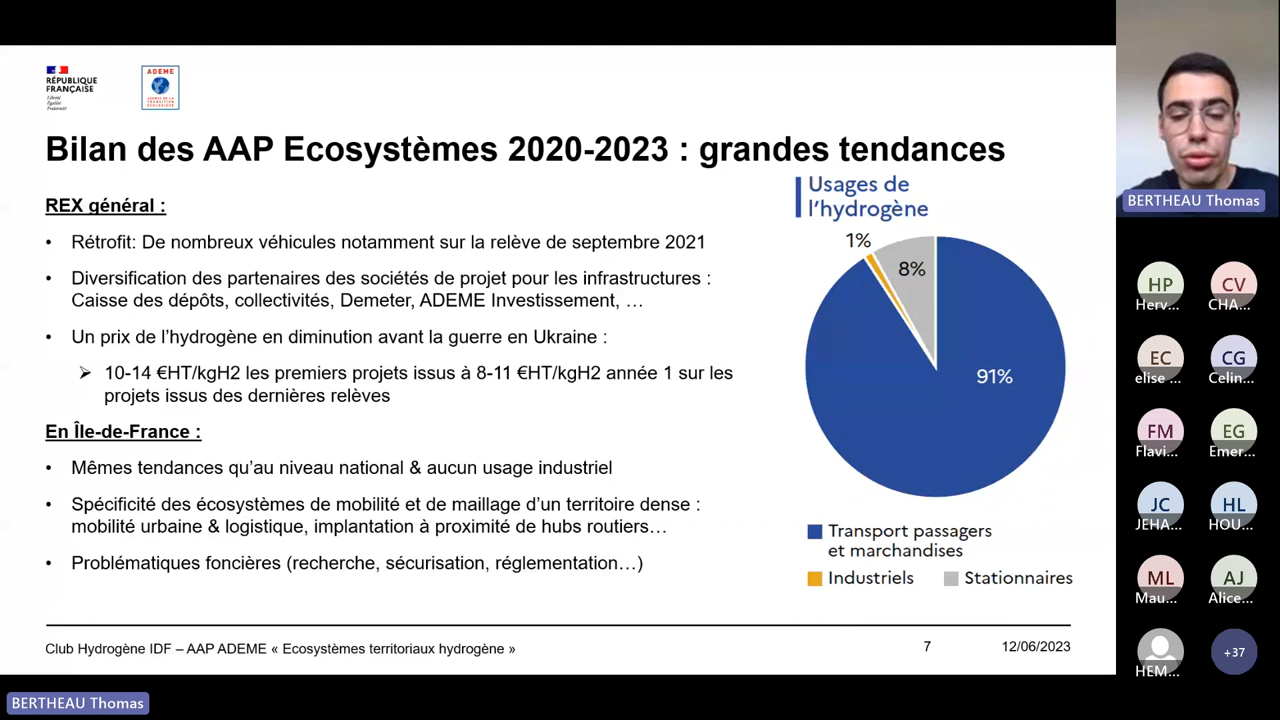 RÉPUBLIQUE
FRANÇAISE
Liberté
Égalité
Fraternité
ADEME
AGENCE DE LA
TRANSITION
ÉCOLOGIQUE
Bilan des AAP Ecosystèmes 2020-2023 : grandes tendances
REX général :
• Rétrofit: De nombreux véhicules notamment sur la relève de septembre 2021
• Diversification des partenaires des sociétés de projet pour les infrastructures :
Caisse des dépôts, collectivités, Demeter, ADEME Investissement, …
• Un prix de l’hydrogène en diminution avant la guerre en Ukraine :
➢ 10-14 €HT/kgH2 les premiers projets issus à 8-11 €HT/kgH2 année 1 sur les
projets issus des dernières relèves
En Île-de-France :
• Mêmes tendances qu’au niveau national & aucun usage industriel
• Spécificité des écosystèmes de mobilité et de maillage d’un territoire dense :
mobilité urbaine & logistique, implantation à proximité de hubs routiers…
• Problématiques foncières (recherche, sécurisation, réglementation…)
Usages de
l’hydrogène
1%
8%
91%
Transport passagers
et marchandises
Industriels
Stationnaires
Club Hydrogène IDF – AAP ADEME « Ecosystèmes territoriaux hydrogène »
7
12/06/2023
BERTHEAU Thomas
HP
CV
Herv…
CHA…
EC
CG
elise …
Celin…
FM
EG
Flavi…
Emer…
JC
HL
JEHA…
HOU…
ML
AJ
Mau…
Alice…
HEM…
+37
BERTHEAU Thomas